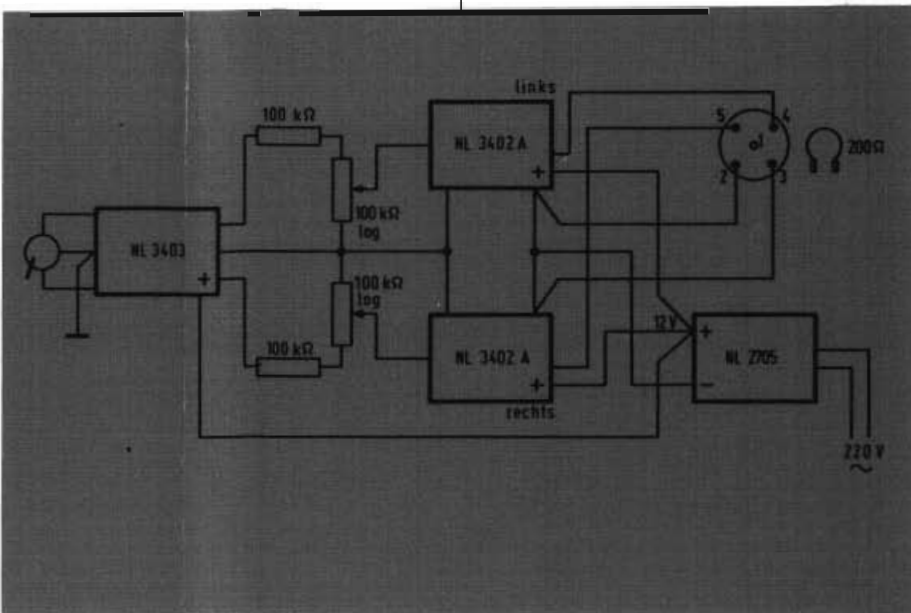 links
100 kΩ
NL 3402 A
+
5
4
1
2
3
200Ω
100 kΩ
log
NL 3403
+
100 kΩ
log
100 kΩ
NL 3402 A
+
rechts
12 V
+
NL 2705
−
220 V
~